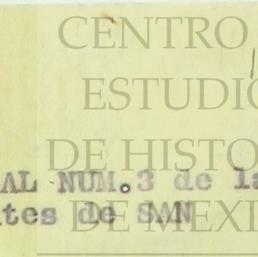 CENTRO
ESTUDIO
DE HISTO
DE MEXI
AL NUM.3 de la
tes de SAN